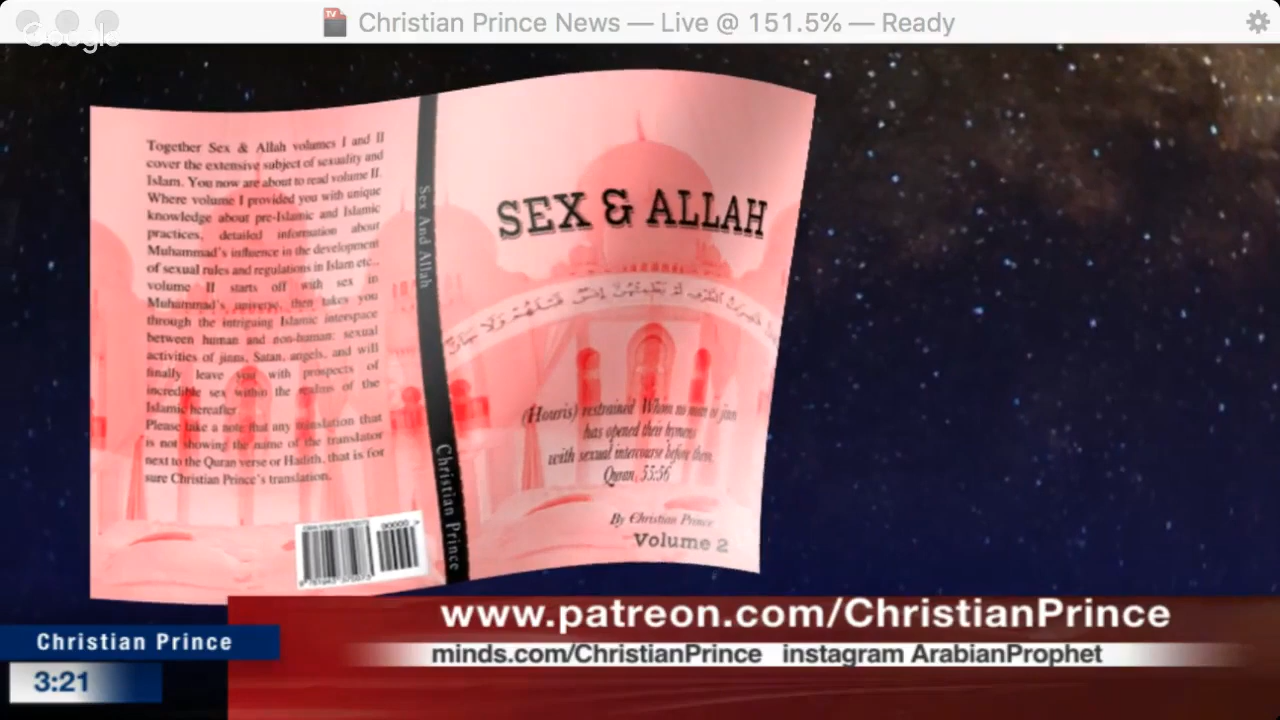 Christian Prince News — Live @ 151.5% — Ready
Google
Together Sex & Allah volumes I and II
cover the extensive subject of sexuality and
Islam. You now are about to read volume II.
Where volume I provided you with unique
knowledge about pre-Islamic and Islamic
practices, detailed information about
Muhammad's influence in the development
of sexual rules and regulations in Islam etc..
volume II starts off with sex in
Muhammad's universe, then takes you
through the intriguing Islamic interspace
between human and non-human: sexual
activities of jinns, Satan, angels, and will
finally leave you with prospects of
incredible sex within the realms of the
Islamic hereafter
Please take a note that any translation that
is not showing the name of the translator
next to the Quran verse or Hadith, that is for
sure Christian Prince's translation.
Sex And Allah
Christian Prince
SEX & ALLAH
(Houris) restrained Whom no man or jinn
has opened their hymens
with sexual intercourse before them,
Quran, 55:56
By Christian Prince
Volume 2
www.patreon.com/ChristianPrince
Christian Prince
minds.com/ChristianPrince instagram ArabianProphet
3:21